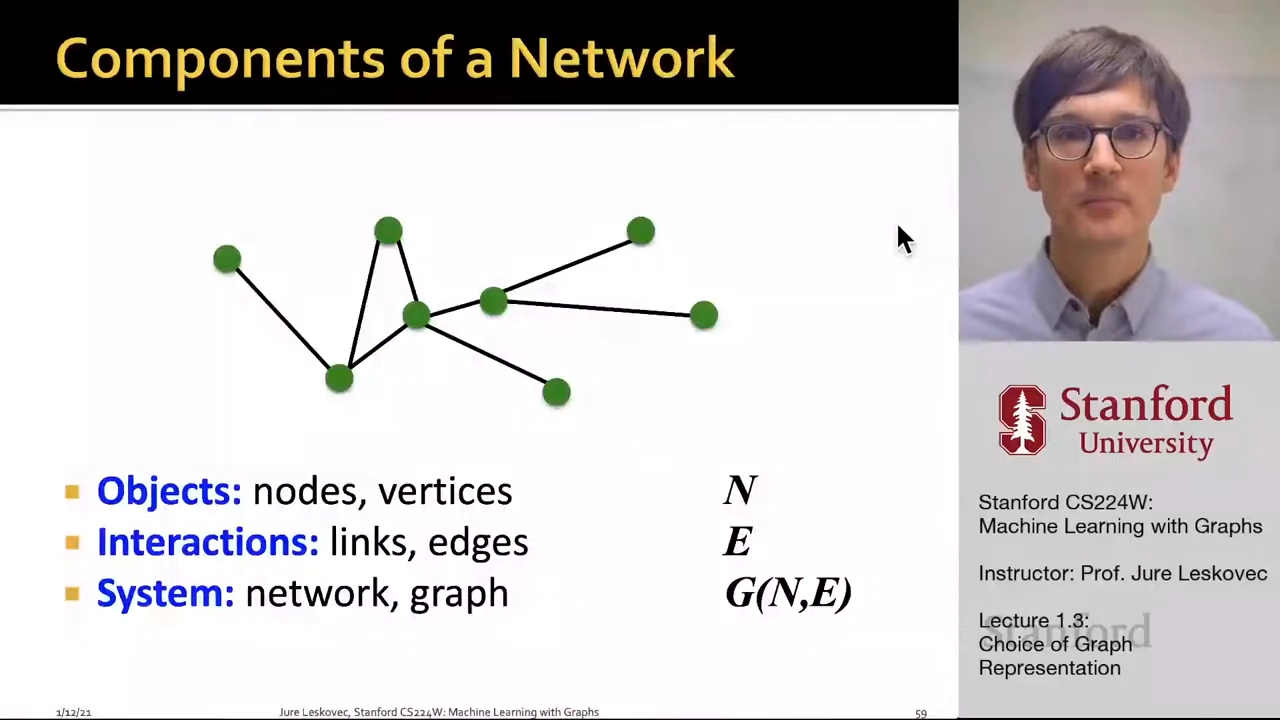 Components of a Network
Objects: nodes, vertices N
Interactions: links, edges E
System: network, graph G(N,E)
1/12/21 Jure Leskovec, Stanford CS224W: Machine Learning with Graphs 59
Stanford
University
Stanford CS224W:
Machine Learning with Graphs
Instructor: Prof. Jure Leskovec
Lecture 1.3:
Choice of Graph
Representation
Stanford